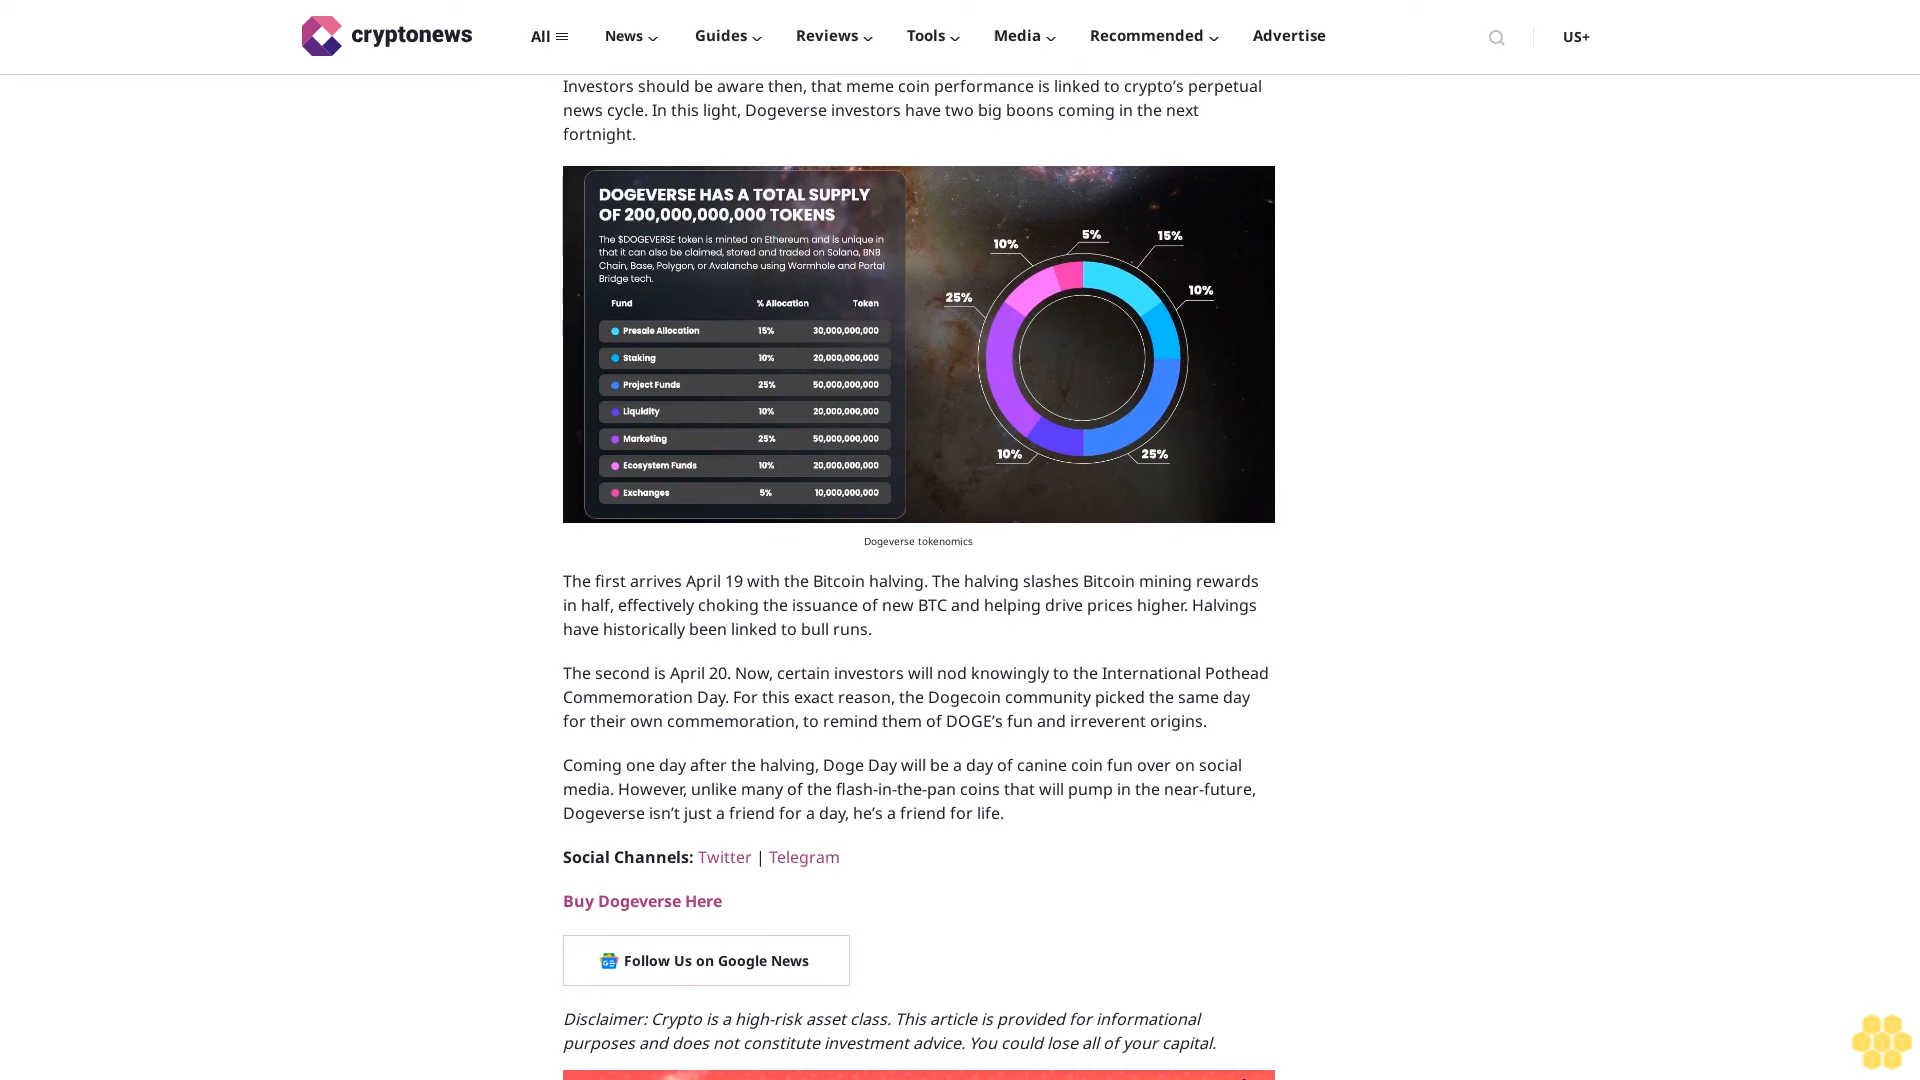 cryptonews
All
News
Guides
Reviews
Tools
Media
Recommended
Advertise
US+
Investors should be aware then, that meme coin performance is linked to crypto’s perpetual
news cycle. In this light, Dogeverse investors have two big boons coming in the next
fortnight.
DOGEVERSE HAS A TOTAL SUPPLY
OF 200,000,000,000 TOKENS
The $DOGEVERSE token is minted on Ethereum and is unique in
that it can also be claimed, stored and traded on Solana, BNB
Chain, Base, Polygon, or Avalanche using Wormhole and Portal
Bridge tech.
Fund % Allocation Token
Presale Allocation 15% 30,000,000,000
Staking 10% 20,000,000,000
Project Funds 25% 50,000,000,000
Liquidity 10% 20,000,000,000
Marketing 25% 50,000,000,000
Ecosystem Funds 10% 20,000,000,000
Exchanges 5% 10,000,000,000
5%
15%
10%
10%
25%
10%
25%
Dogeverse tokenomics
The first arrives April 19 with the Bitcoin halving. The halving slashes Bitcoin mining rewards
in half, effectively choking the issuance of new BTC and helping drive prices higher. Halvings
have historically been linked to bull runs.
The second is April 20. Now, certain investors will nod knowingly to the International Pothead
Commemoration Day. For this exact reason, the Dogecoin community picked the same day
for their own commemoration, to remind them of DOGE’s fun and irreverent origins.
Coming one day after the halving, Doge Day will be a day of canine coin fun over on social
media. However, unlike many of the flash-in-the-pan coins that will pump in the near-future,
Dogeverse isn’t just a friend for a day, he’s a friend for life.
Social Channels: Twitter | Telegram
Buy Dogeverse Here
Follow Us on Google News
Disclaimer: Crypto is a high-risk asset class. This article is provided for informational
purposes and does not constitute investment advice. You could lose all of your capital.